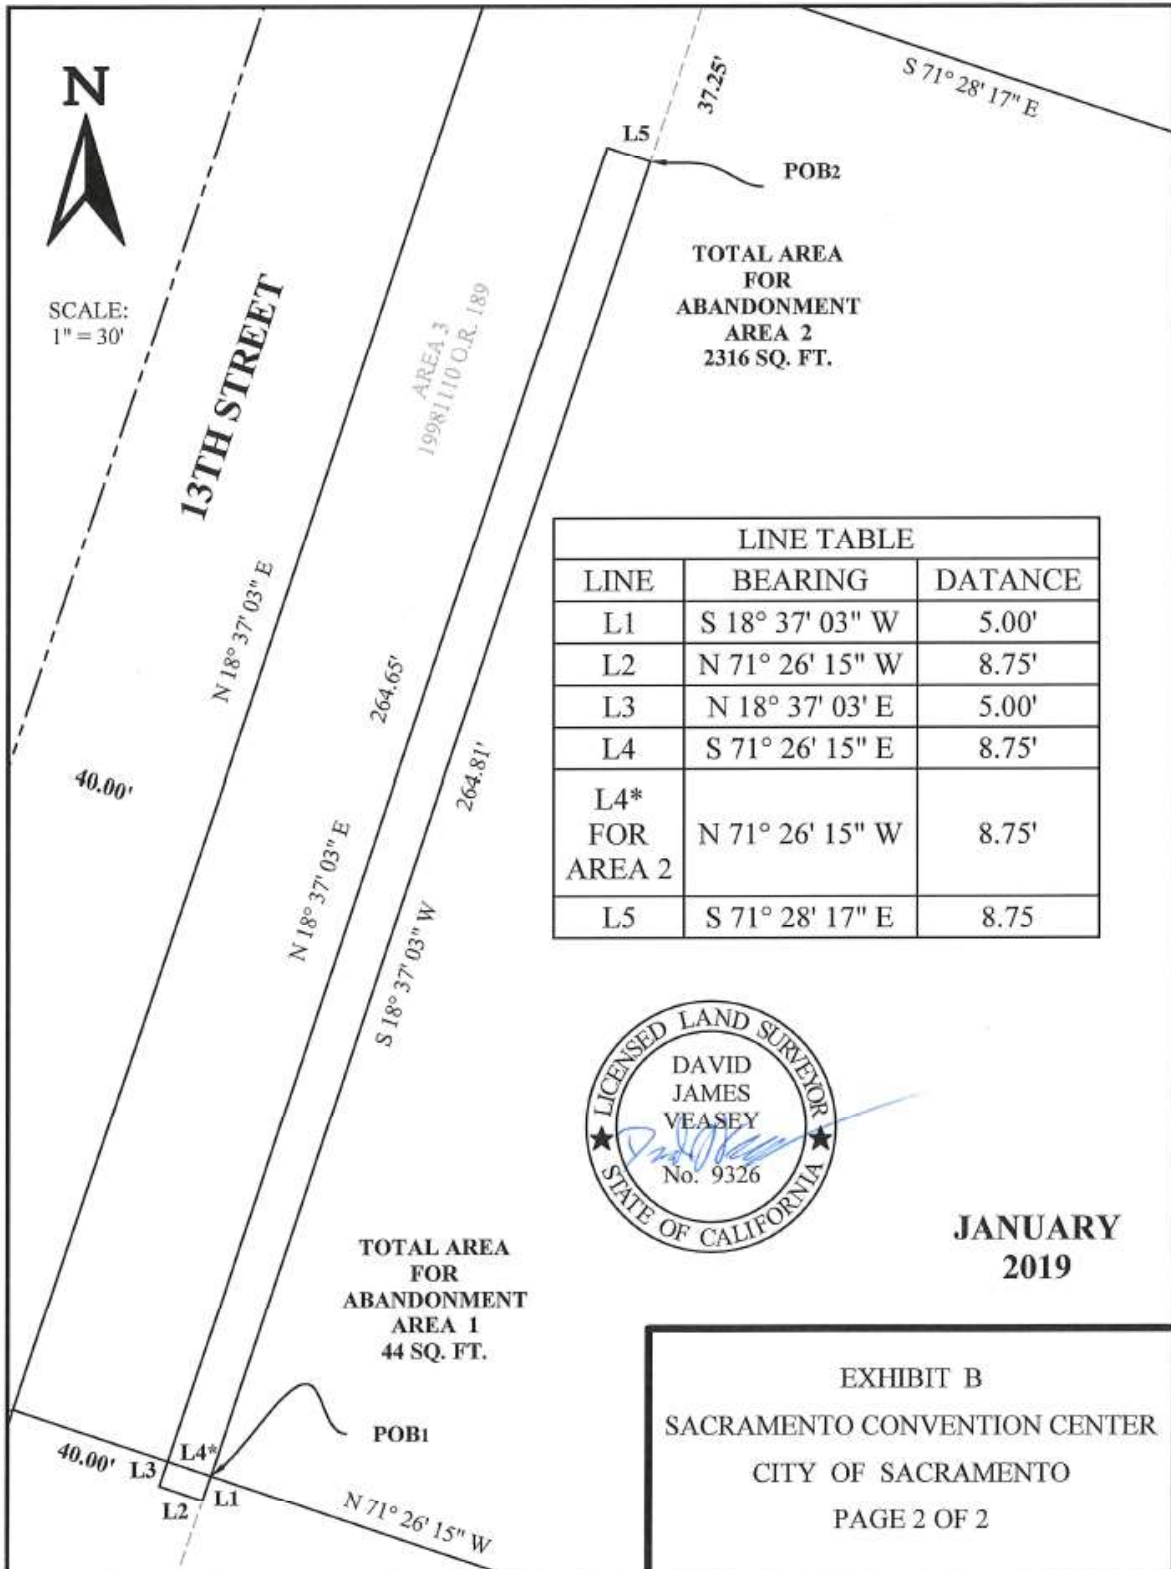 N
SCALE:
1" = 30'
13TH STREET
S 71° 28' 17" E
37.25'
L5
POB2
TOTAL AREA
FOR
ABANDONMENT
AREA 2
2316 SQ. FT.
AREA 3
19981110 O.R. 189
N 18° 37' 03" E
264.65'
264.81'
40.00'
N 18° 37' 03" E
S 18° 37' 03" W
LINE TABLE
LINE BEARING DATANCE
L1 S 18° 37' 03" W 5.00'
L2 N 71° 26' 15" W 8.75'
L3 N 18° 37' 03' E 5.00'
L4 S 71° 26' 15" E 8.75'
L4*
FOR
AREA 2
N 71° 26' 15" W 8.75'
L5 S 71° 28' 17" E 8.75
LICENSED LAND SURVEYOR
DAVID
JAMES
VEASEY
No. 9326
STATE OF CALIFORNIA
JANUARY
2019
TOTAL AREA
FOR
ABANDONMENT
AREA 1
44 SQ. FT.
POB1
40.00'
L3
L4*
L2
L1
N 71° 26' 15" W
EXHIBIT B
SACRAMENTO CONVENTION CENTER
CITY OF SACRAMENTO
PAGE 2 OF 2